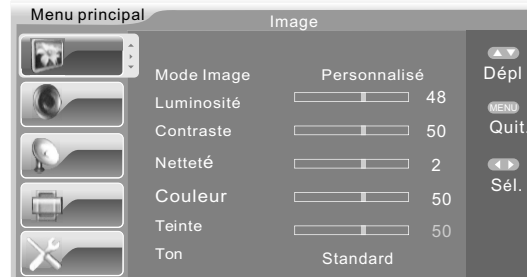 Menu principal
Image
Mode Image Personnalisé
Luminosité 48
Contraste 50
Netteté 2
Couleur 50
Teinte 50
Ton Standard
Dépl
MENU
Quit.
Sél.